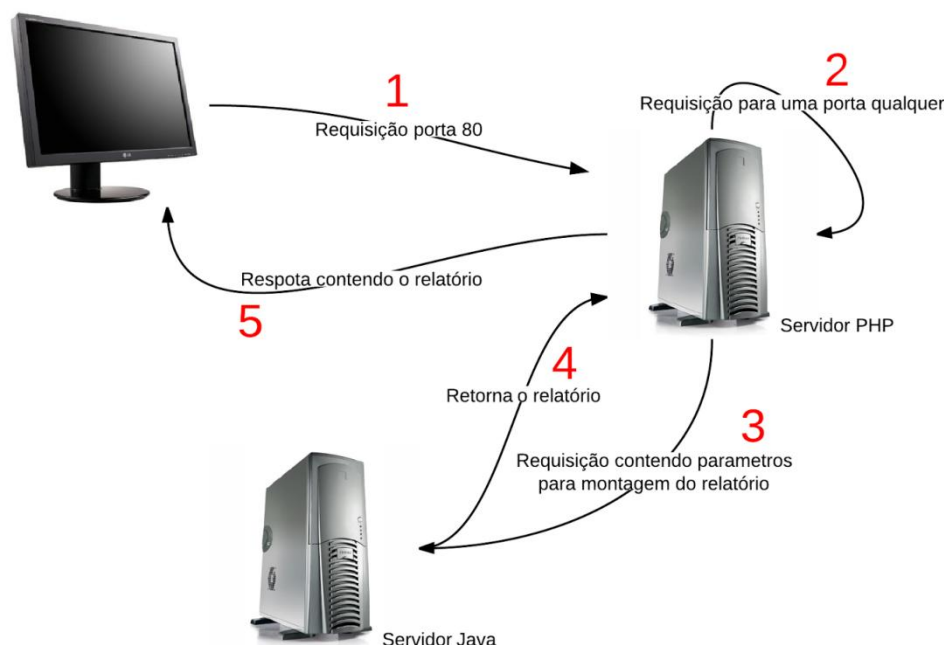 1
Requisição porta 80
2
Requisição para uma porta qualquer
Respota contendo o relatório
5
Servidor PHP
4
Retorna o relatório
3
Requisição contendo parametros
para montagem do relatório
Servidor Java